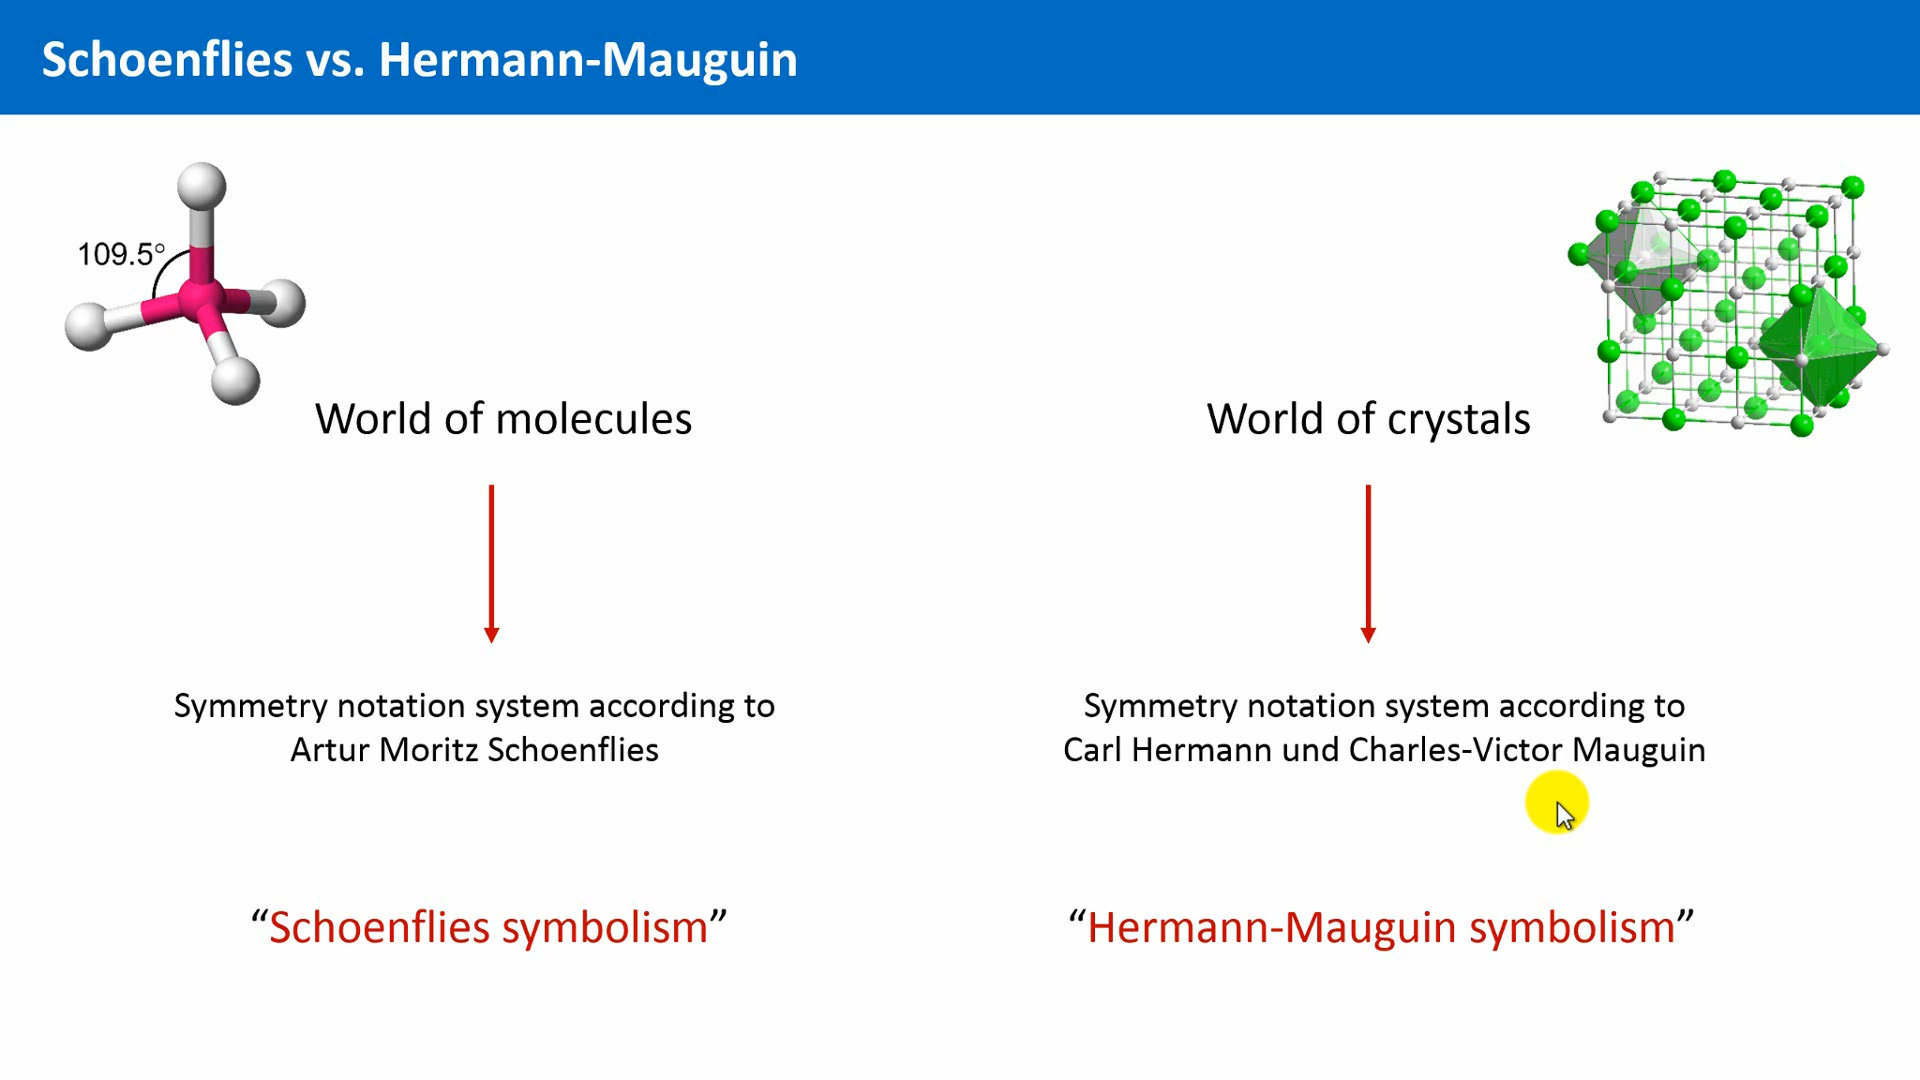 Schoenflies vs. Hermann-Mauguin
109.5°
World of molecules
World of crystals
Symmetry notation system according to
Artur Moritz Schoenflies
Symmetry notation system according to
Carl Hermann und Charles-Victor Mauguin
“Schoenflies symbolism”
“Hermann-Mauguin symbolism”